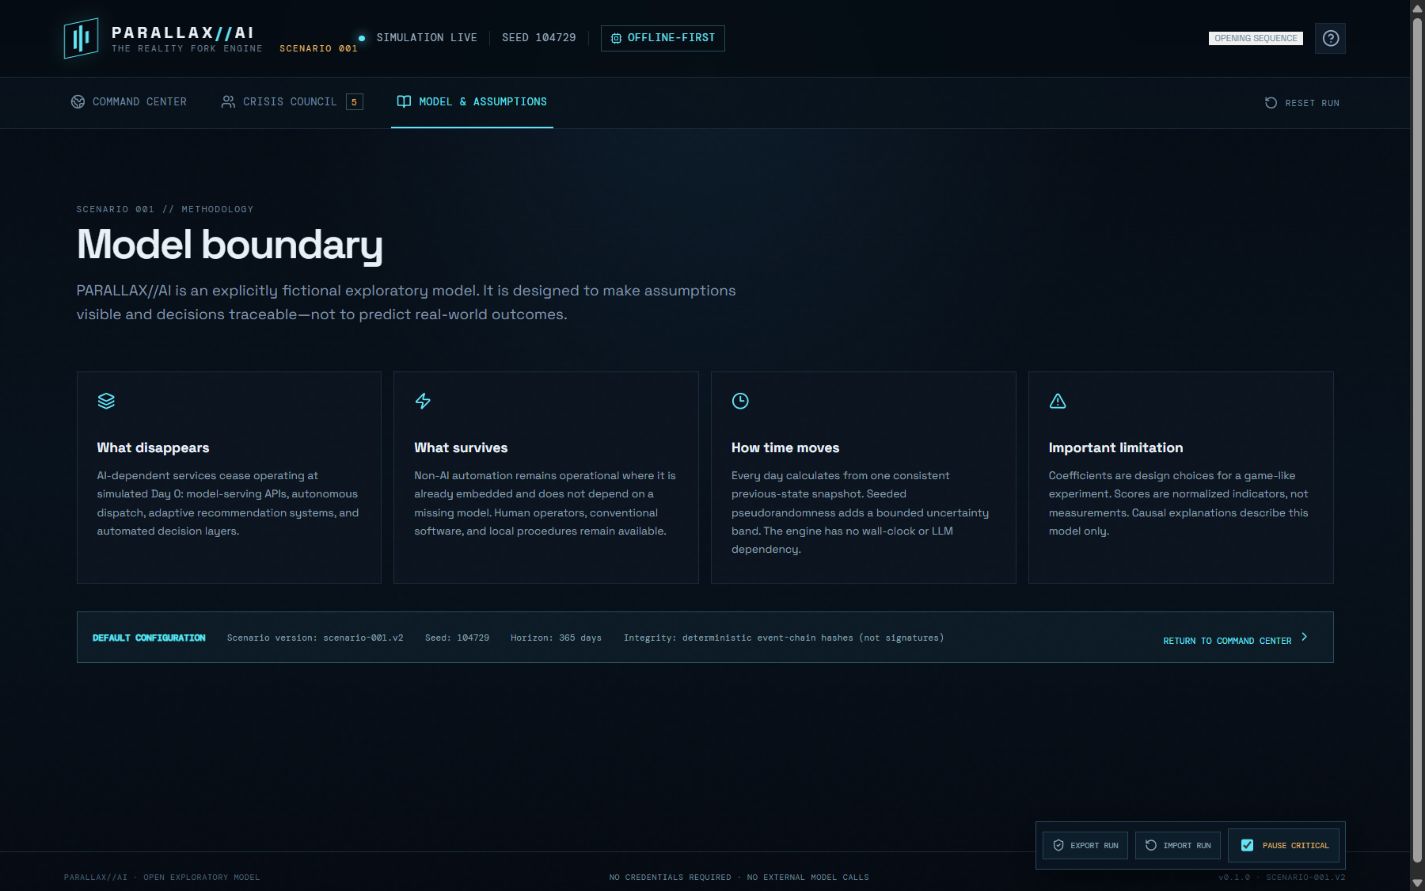 PARALLAX//AI
THE REALITY FORK ENGINE
SCENARIO 001
SIMULATION LIVE
SEED 104729
OFFLINE-FIRST
OPENING SEQUENCE
COMMAND CENTER
CRISIS COUNCIL
5
MODEL & ASSUMPTIONS
RESET RUN
SCENARIO 001 // METHODOLOGY
Model boundary
PARALLAX//AI is an explicitly fictional exploratory model. It is designed to make assumptions
visible and decisions traceable—not to predict real-world outcomes.
What disappears
AI-dependent services cease operating at
simulated Day 0: model-serving APIs, autonomous
dispatch, adaptive recommendation systems, and
automated decision layers.
What survives
Non-AI automation remains operational where it is
already embedded and does not depend on a
missing model. Human operators, conventional
software, and local procedures remain available.
How time moves
Every day calculates from one consistent
previous-state snapshot. Seeded
pseudorandomness adds a bounded uncertainty
band. The engine has no wall-clock or LLM
dependency.
Important limitation
Coefficients are design choices for a game-like
experiment. Scores are normalized indicators, not
measurements. Causal explanations describe this
model only.
DEFAULT CONFIGURATION
Scenario version: scenario-001.v2
Seed: 104729
Horizon: 365 days
Integrity: deterministic event-chain hashes (not signatures)
RETURN TO COMMAND CENTER
EXPORT RUN
IMPORT RUN
PAUSE CRITICAL
PARALLAX//AI · OPEN EXPLORATORY MODEL
NO CREDENTIALS REQUIRED · NO EXTERNAL MODEL CALLS
v0.1.0 · SCENARIO-001.V2